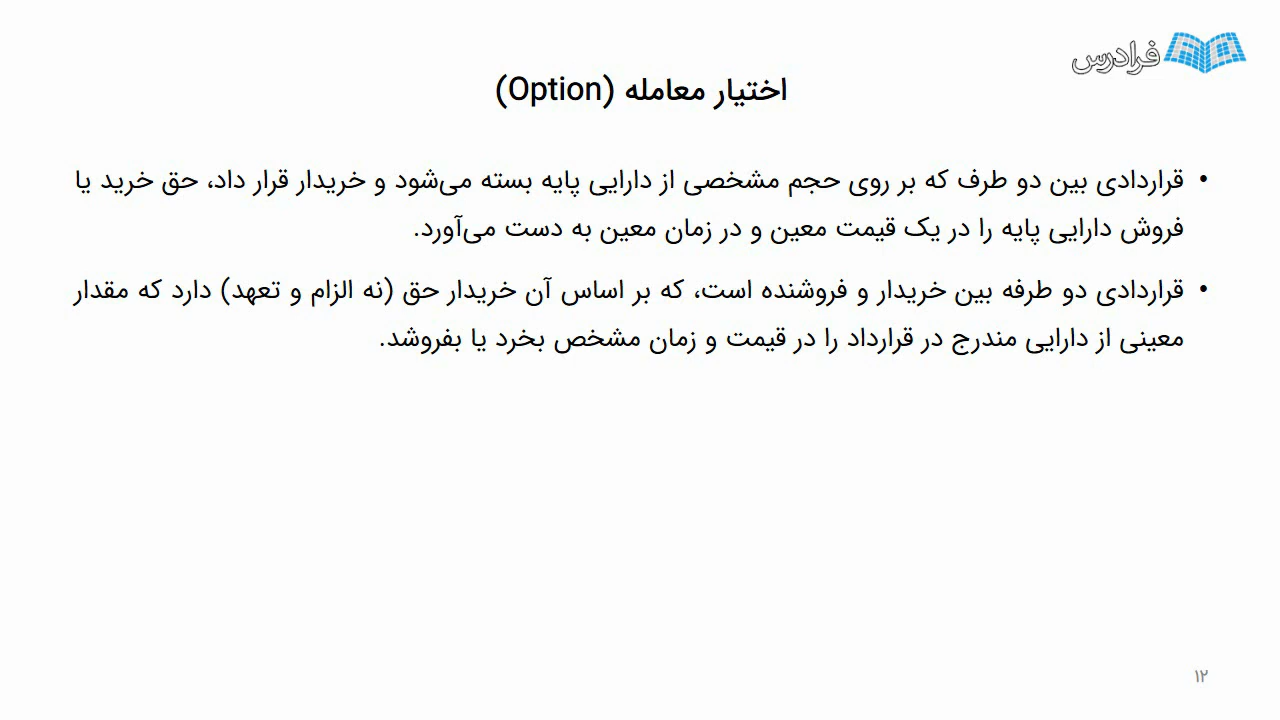 فرادرس
اختیار معامله (Option)
• قراردادی بین دو طرف که بر روی حجم مشخصی از دارایی پایه بسته می‌شود و خریدار قرار داد، حق خرید یا
فروش دارایی پایه را در یک قیمت معین و در زمان معین به دست می‌آورد.
• قراردادی دو طرفه بین خریدار و فروشنده است، که بر اساس آن خریدار حق (نه الزام و تعهد) دارد که مقدار
معینی از دارایی مندرج در قرارداد را در قیمت و زمان مشخص بخرد یا بفروشد.
۱۲